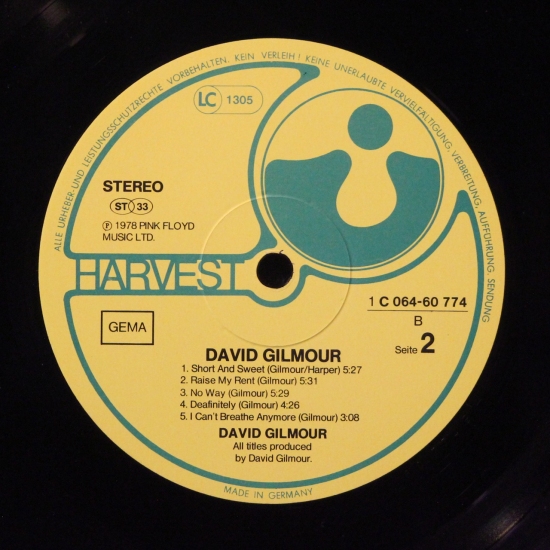 ALLE URHEBER- UND LEISTUNGSSCHUTZRECHTE VORBEHALTEN. KEIN VERLEIH! KEINE UNERLAUBTE VERVIELFÄLTIGUNG, VERBREITUNG, AUFFÜHRUNG, SENDUNG
LC 1305
STEREO
ST 33
Ⓟ 1978 PINK FLOYD
MUSIC LTD.
HARVEST
1 C 064-60 774
GEMA
B
Seite 2
DAVID GILMOUR
1. Short And Sweet (Gilmour/Harper) 5:27
2. Raise My Rent (Gilmour) 5:31
3. No Way (Gilmour) 5:29
4. Deafinitely (Gilmour) 4:26
5. I Can't Breathe Anymore (Gilmour) 3:08
DAVID GILMOUR
All titles produced
by David Gilmour.
MADE IN GERMANY